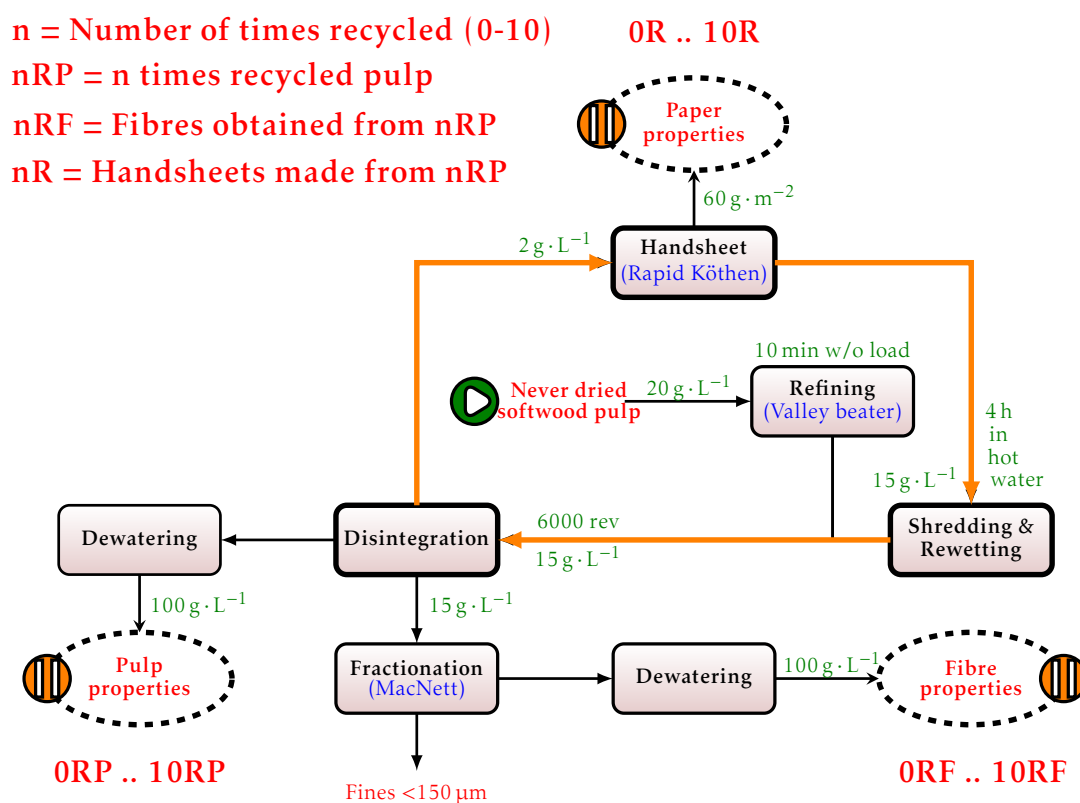 n = Number of times recycled (0-10)
0R .. 10R
nRP = n times recycled pulp
nRF = Fibres obtained from nRP
nR = Handsheets made from nRP
Paper
properties
60 g · m⁻²
2 g · L⁻¹
Handsheet
(Rapid Köthen)
10 min w/o load
Never dried
softwood pulp
20 g · L⁻¹
Refining
(Valley beater)
4 h
in
hot
water
15 g · L⁻¹
Dewatering
Disintegration
6000 rev
15 g · L⁻¹
Shredding &
Rewetting
100 g · L⁻¹
15 g · L⁻¹
Pulp
properties
Fractionation
(MacNett)
Dewatering
100 g · L⁻¹
Fibre
properties
0RP .. 10RP
0RF .. 10RF
Fines <150 µm